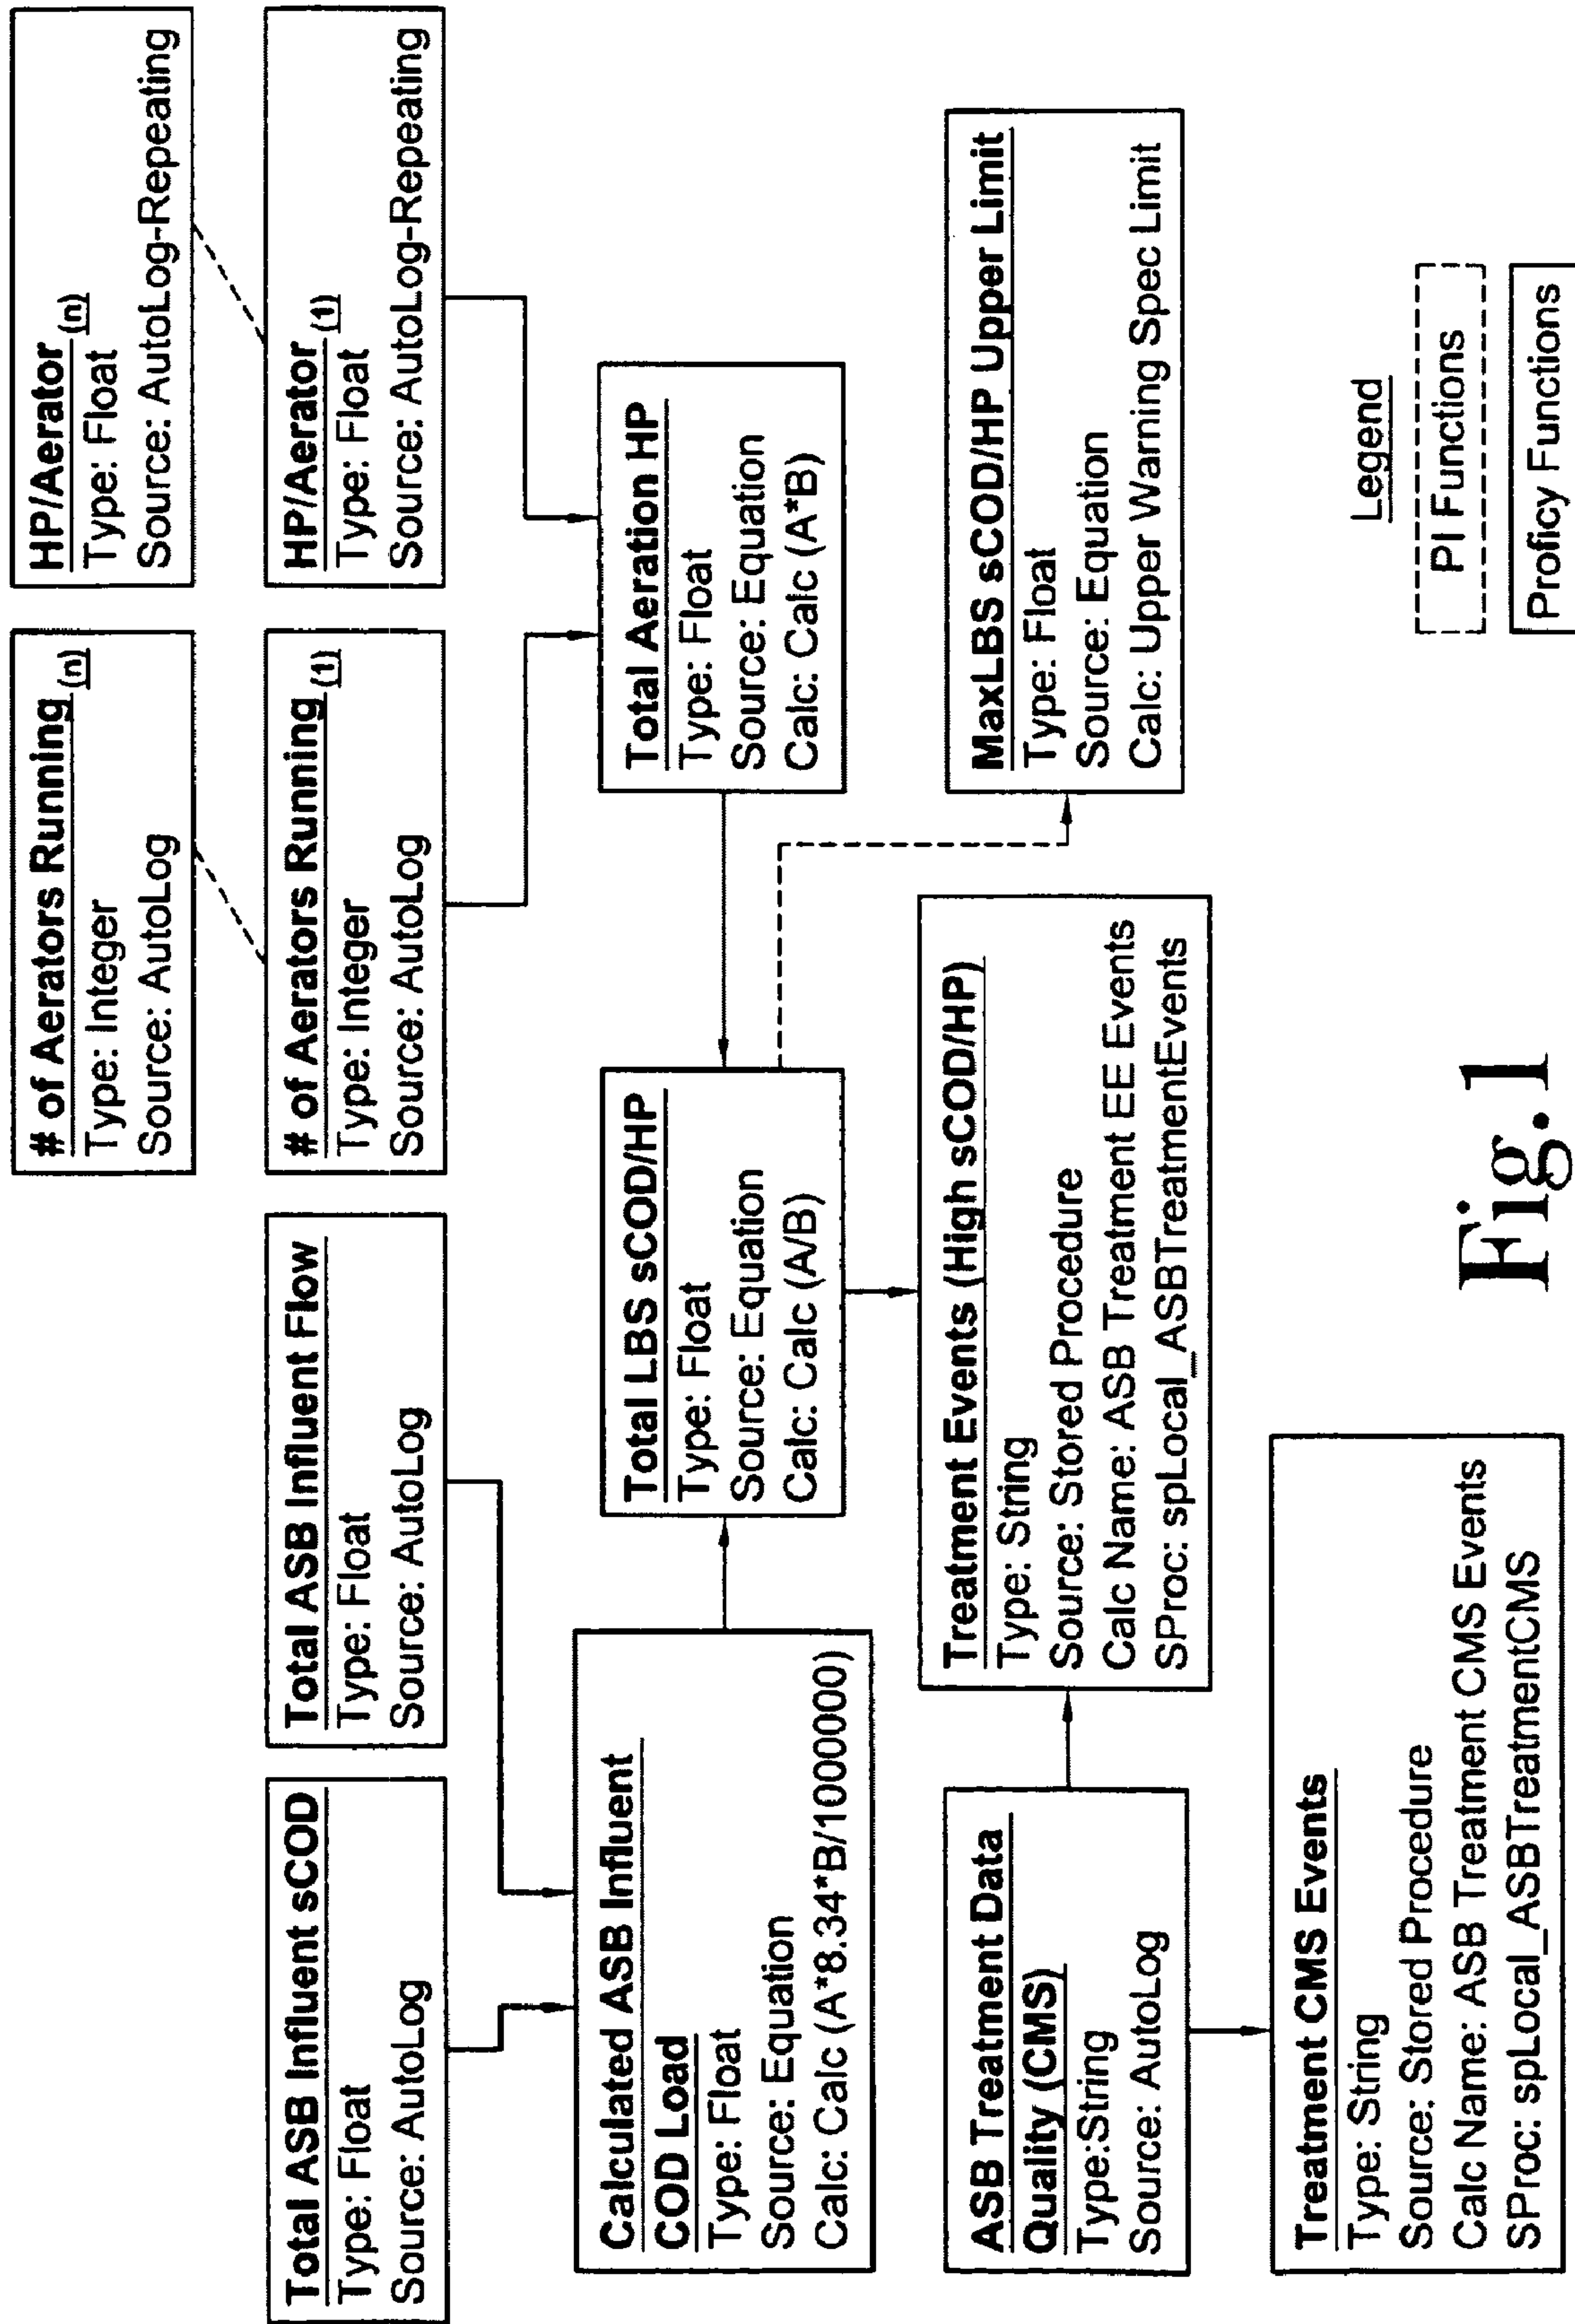 # of Aerators Running (n)
Type: Integer
Source: AutoLog
HP/Aerator (n)
Type: Float
Source: AutoLog-Repeating
Total ASB Influent sCOD
Type: Float
Source: AutoLog
Total ASB Influent Flow
Type: Float
Source: AutoLog
# of Aerators Running (1)
Type: Integer
Source: AutoLog
HP/Aerator (1)
Type: Float
Source: AutoLog-Repeating
Calculated ASB Influent
COD Load
Type: Float
Source: Equation
Calc: Calc (A*8.34*B/1000000)
Total LBS sCOD/HP
Type: Float
Source: Equation
Calc: Calc (A/B)
Total Aeration HP
Type: Float
Source: Equation
Calc: Calc (A*B)
ASB Treatment Data
Quality (CMS)
Type:String
Source: AutoLog
Treatment Events (High sCOD/HP)
Type: String
Source: Stored Procedure
Calc Name: ASB Treatment EE Events
SProc: spLocal_ASBTreatmentEvents
MaxLBS sCOD/HP Upper Limit
Type: Float
Source: Equation
Calc: Upper Warning Spec Limit
Treatment CMS Events
Type: String
Source: Stored Procedure
Calc Name: ASB Treatment CMS Events
SProc: spLocal_ASBTreatmentCMS
Legend
PI Functions
Proficy Functions
Fig.1